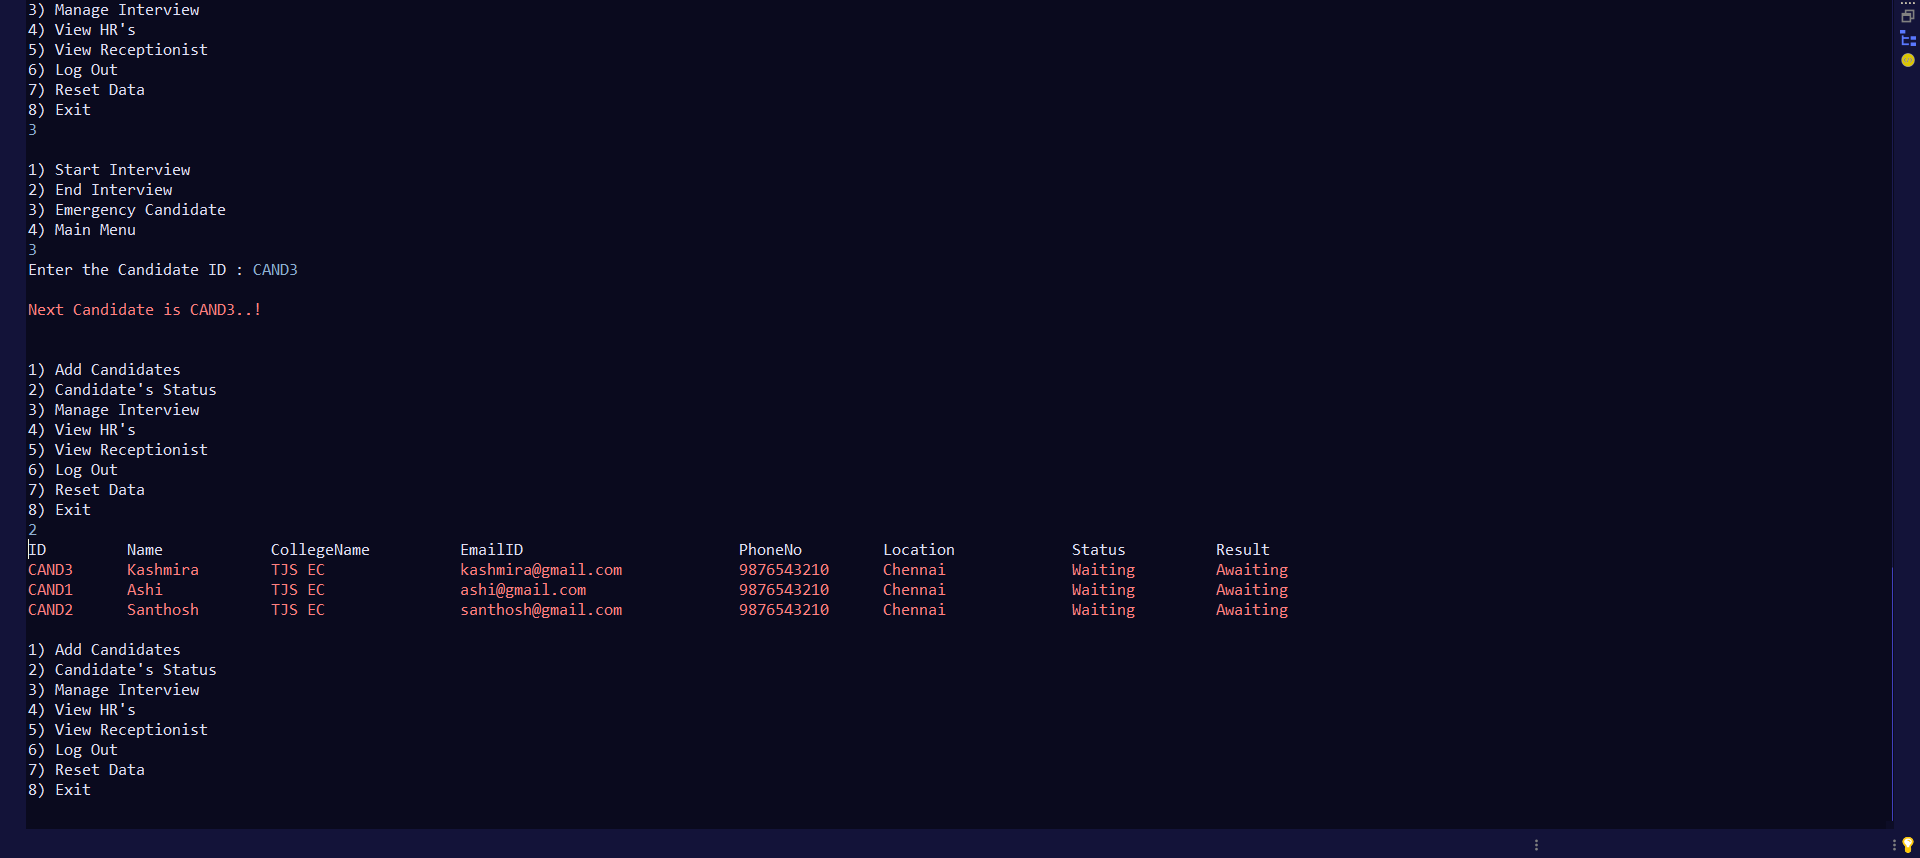 3) Manage Interview
4) View HR's
5) View Receptionist
6) Log Out
7) Reset Data
8) Exit
3
1) Start Interview
2) End Interview
3) Emergency Candidate
4) Main Menu
3
Enter the Candidate ID : CAND3
Next Candidate is CAND3..!
1) Add Candidates
2) Candidate's Status
3) Manage Interview
4) View HR's
5) View Receptionist
6) Log Out
7) Reset Data
8) Exit
2
ID Name CollegeName EmailID PhoneNo Location Status Result
CAND3 Kashmira TJS EC kashmira@gmail.com 9876543210 Chennai Waiting Awaiting
CAND1 Ashi TJS EC ashi@gmail.com 9876543210 Chennai Waiting Awaiting
CAND2 Santhosh TJS EC santhosh@gmail.com 9876543210 Chennai Waiting Awaiting
1) Add Candidates
2) Candidate's Status
3) Manage Interview
4) View HR's
5) View Receptionist
6) Log Out
7) Reset Data
8) Exit